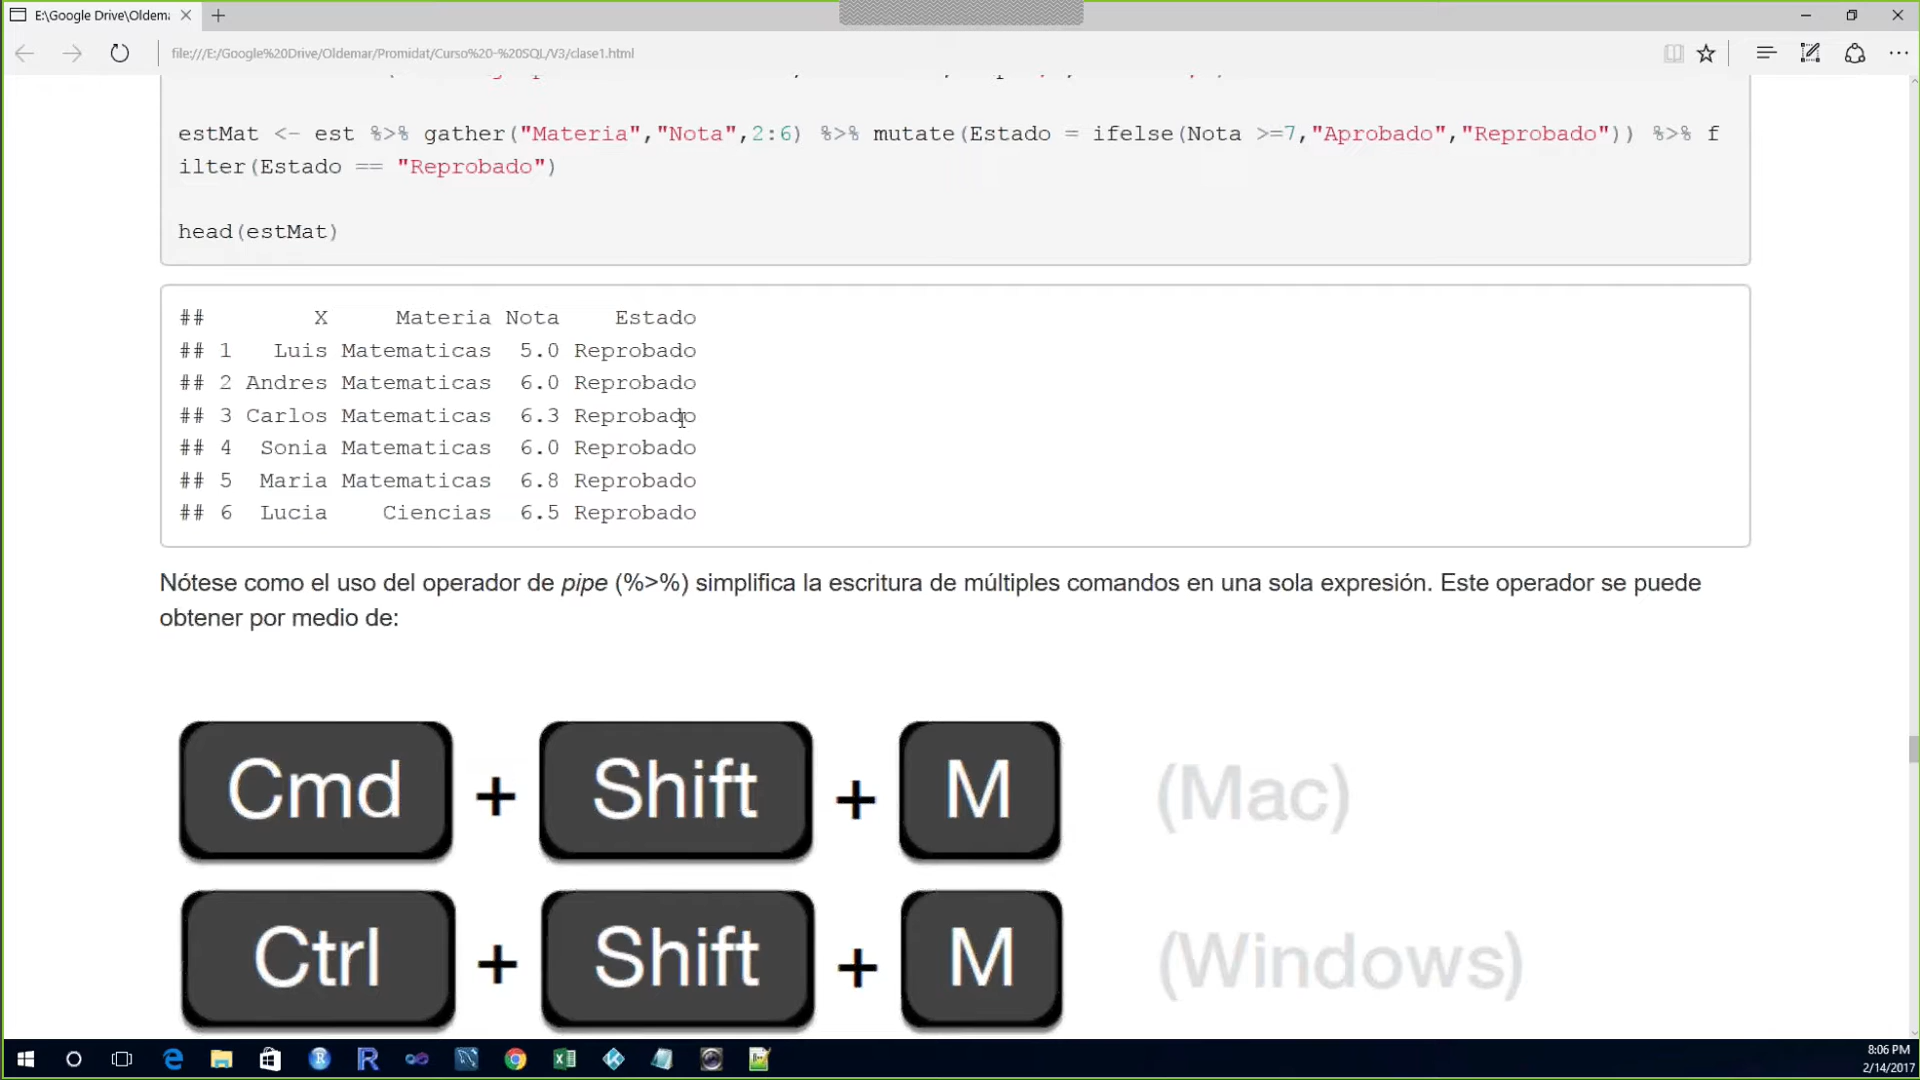 E:\Google Drive\Oldema
file:///E:/Google%20Drive/Oldemar/Promidat/Curso%20-%20SQL/V3/clase1.html
estMat <- est %>% gather("Materia","Nota",2:6) %>% mutate(Estado = ifelse(Nota >=7,"Aprobado","Reprobado")) %>% f
ilter(Estado == "Reprobado")
head(estMat)
## X Materia Nota Estado
## 1 Luis Matematicas 5.0 Reprobado
## 2 Andres Matematicas 6.0 Reprobado
## 3 Carlos Matematicas 6.3 Reprobado
## 4 Sonia Matematicas 6.0 Reprobado
## 5 Maria Matematicas 6.8 Reprobado
## 6 Lucia Ciencias 6.5 Reprobado
Nótese como el uso del operador de pipe (%>%) simplifica la escritura de múltiples comandos en una sola expresión. Este operador se puede
obtener por medio de:
Cmd + Shift + M (Mac)
Ctrl + Shift + M (Windows)
8:06 PM
2/14/2017